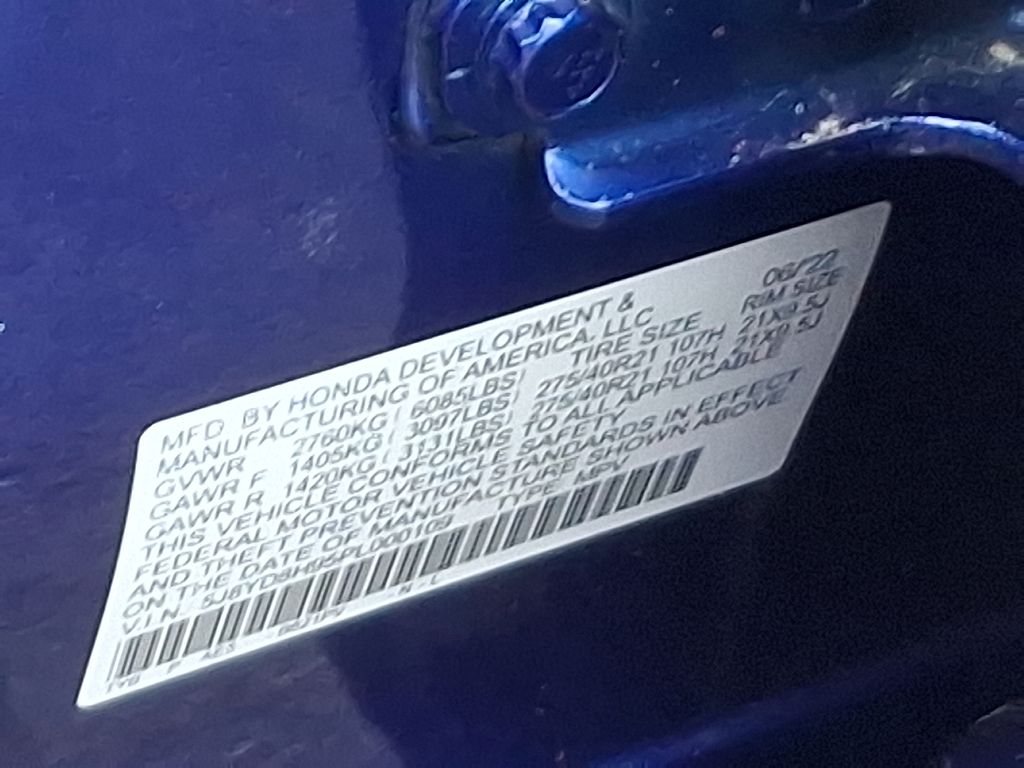 MFD BY HONDA DEVELOPMENT & 06/22
MANUFACTURING OF AMERICA, LLC
TIRE SIZE RIM SIZE
GVWR 2760KG ( 6085LBS)
GAWR F 1405KG ( 3097LBS) 275/40R21 107H 21X9.5J
GAWR R 1420KG ( 3131LBS) 275/40R21 107H 21X9.5J
THIS VEHICLE CONFORMS TO ALL APPLICABLE
FEDERAL MOTOR VEHICLE SAFETY
AND THEFT PREVENTION STANDARDS IN EFFECT
ON THE DATE OF MANUFACTURE SHOWN ABOVE
V.I.N. 5J8YD8H95PL000109 TYPE: MPV